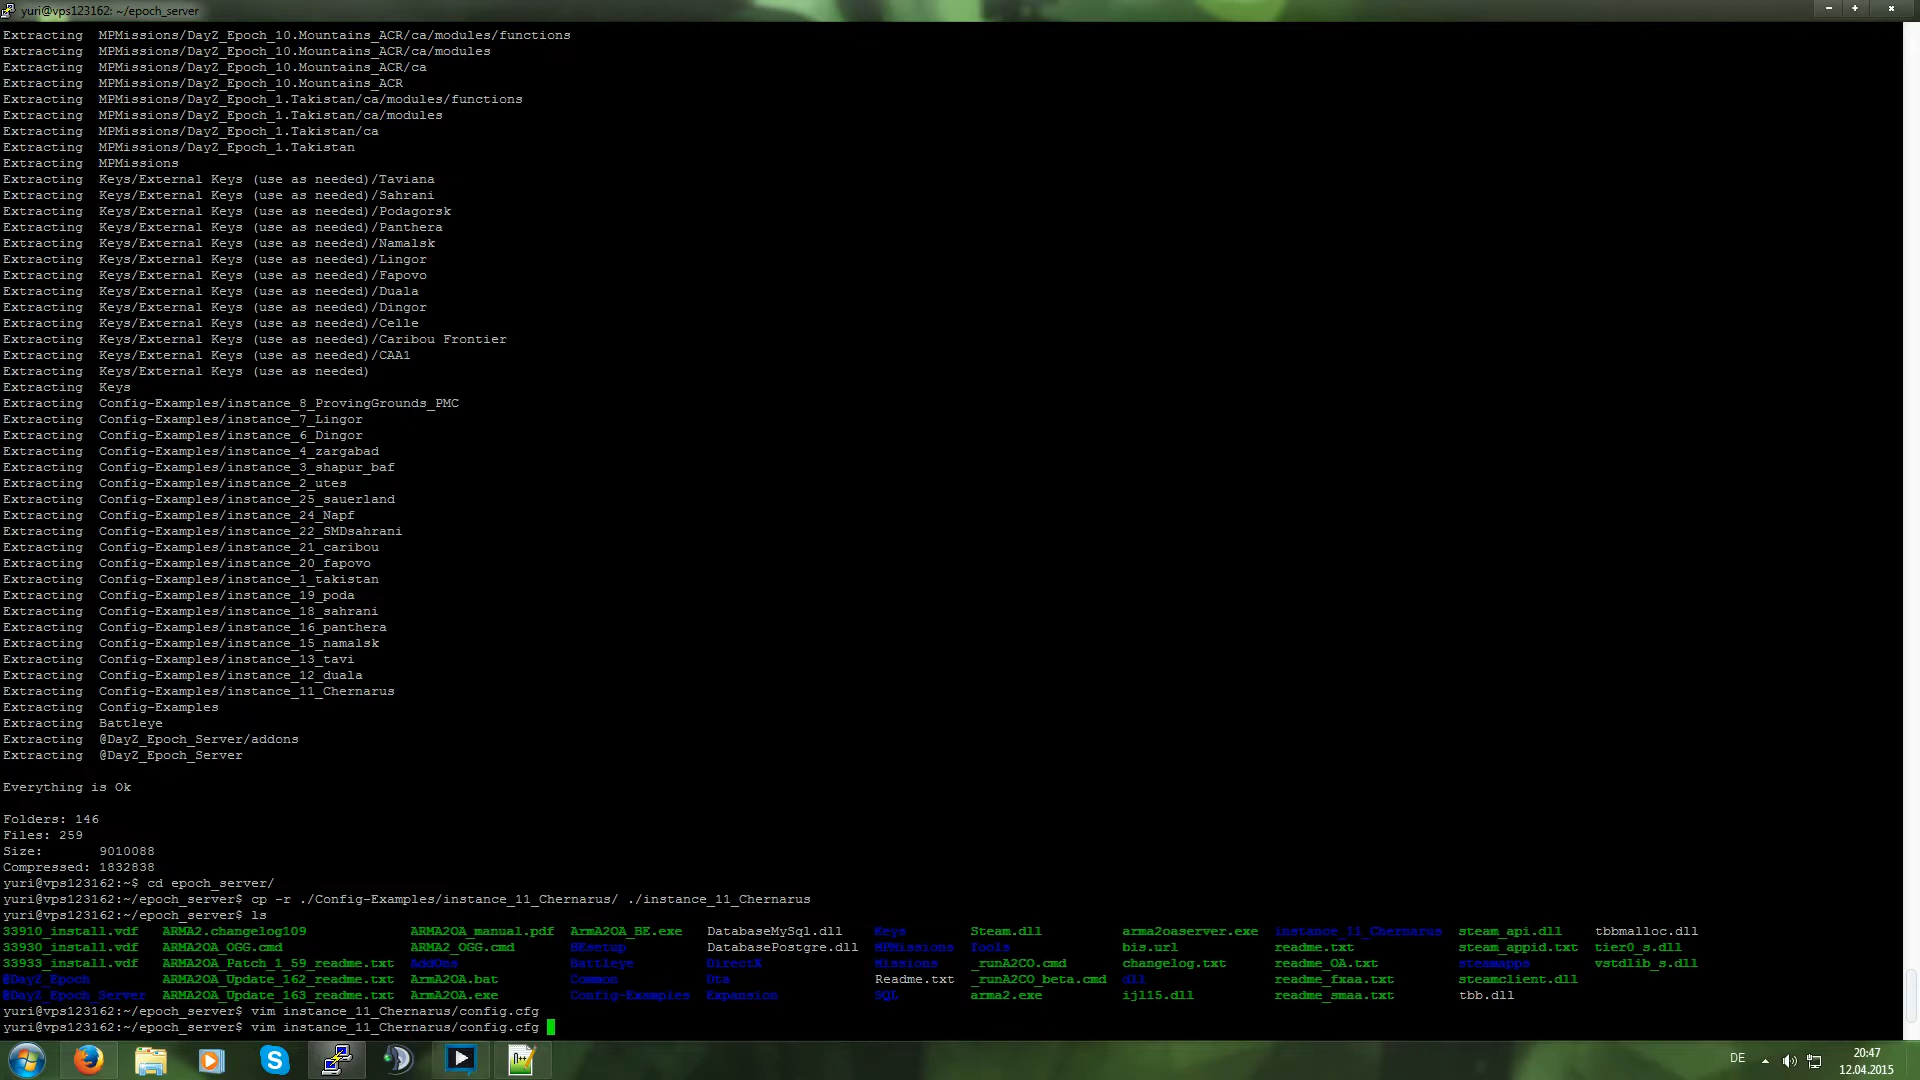 yuri@vps123162: ~/epoch_server
Extracting  MPMissions/DayZ_Epoch_10.Mountains_ACR/ca/modules/functions
Extracting  MPMissions/DayZ_Epoch_10.Mountains_ACR/ca/modules
Extracting  MPMissions/DayZ_Epoch_10.Mountains_ACR/ca
Extracting  MPMissions/DayZ_Epoch_10.Mountains_ACR
Extracting  MPMissions/DayZ_Epoch_1.Takistan/ca/modules/functions
Extracting  MPMissions/DayZ_Epoch_1.Takistan/ca/modules
Extracting  MPMissions/DayZ_Epoch_1.Takistan/ca
Extracting  MPMissions/DayZ_Epoch_1.Takistan
Extracting  MPMissions
Extracting  Keys/External Keys (use as needed)/Taviana
Extracting  Keys/External Keys (use as needed)/Sahrani
Extracting  Keys/External Keys (use as needed)/Podagorsk
Extracting  Keys/External Keys (use as needed)/Panthera
Extracting  Keys/External Keys (use as needed)/Namalsk
Extracting  Keys/External Keys (use as needed)/Lingor
Extracting  Keys/External Keys (use as needed)/Fapovo
Extracting  Keys/External Keys (use as needed)/Duala
Extracting  Keys/External Keys (use as needed)/Dingor
Extracting  Keys/External Keys (use as needed)/Celle
Extracting  Keys/External Keys (use as needed)/Caribou Frontier
Extracting  Keys/External Keys (use as needed)/CAA1
Extracting  Keys/External Keys (use as needed)
Extracting  Keys
Extracting  Config-Examples/instance_8_ProvingGrounds_PMC
Extracting  Config-Examples/instance_7_Lingor
Extracting  Config-Examples/instance_6_Dingor
Extracting  Config-Examples/instance_4_zargabad
Extracting  Config-Examples/instance_3_shapur_baf
Extracting  Config-Examples/instance_2_utes
Extracting  Config-Examples/instance_25_sauerland
Extracting  Config-Examples/instance_24_Napf
Extracting  Config-Examples/instance_22_SMDsahrani
Extracting  Config-Examples/instance_21_caribou
Extracting  Config-Examples/instance_20_fapovo
Extracting  Config-Examples/instance_1_takistan
Extracting  Config-Examples/instance_19_poda
Extracting  Config-Examples/instance_18_sahrani
Extracting  Config-Examples/instance_16_panthera
Extracting  Config-Examples/instance_15_namalsk
Extracting  Config-Examples/instance_13_tavi
Extracting  Config-Examples/instance_12_duala
Extracting  Config-Examples/instance_11_Chernarus
Extracting  Config-Examples
Extracting  Battleye
Extracting  @DayZ_Epoch_Server/addons
Extracting  @DayZ_Epoch_Server
Everything is Ok
Folders: 146
Files: 259
Size:       9010088
Compressed: 1832838
yuri@vps123162:~$ cd epoch_server/
yuri@vps123162:~/epoch_server$ cp -r ./Config-Examples/instance_11_Chernarus/ ./instance_11_Chernarus
yuri@vps123162:~/epoch_server$ ls
33910_install.vdf  ARMA2.changelog109  ARMA2OA_manual.pdf  ArmA2OA_BE.exe  DatabaseMySql.dll  Keys  Steam.dll  arma2oaserver.exe  instance_11_Chernarus  steam_api.dll  tbbmalloc.dll
33930_install.vdf  ARMA2OA_OGG.cmd  ARMA2_OGG.cmd  BEsetup  DatabasePostgre.dll  MPMissions  Tools  bis.url  readme.txt  steam_appid.txt  tier0_s.dll
33933_install.vdf  ARMA2OA_Patch_1_59_readme.txt  AddOns  Battleye  DirectX  Missions  _runA2CO.cmd  changelog.txt  readme_OA.txt  steamapps  vstdlib_s.dll
@DayZ_Epoch  ARMA2OA_Update_162_readme.txt  ArmA2OA.bat  Common  Dta  Readme.txt  _runA2CO_beta.cmd  dll  readme_fxaa.txt  steamclient.dll
@DayZ_Epoch_Server  ARMA2OA_Update_163_readme.txt  ArmA2OA.exe  Config-Examples  Expansion  SQL  arma2.exe  ijl15.dll  readme_smaa.txt  tbb.dll
yuri@vps123162:~/epoch_server$ vim instance_11_Chernarus/config.cfg
yuri@vps123162:~/epoch_server$ vim instance_11_Chernarus/config.cfg
DE
20:47
12.04.2015